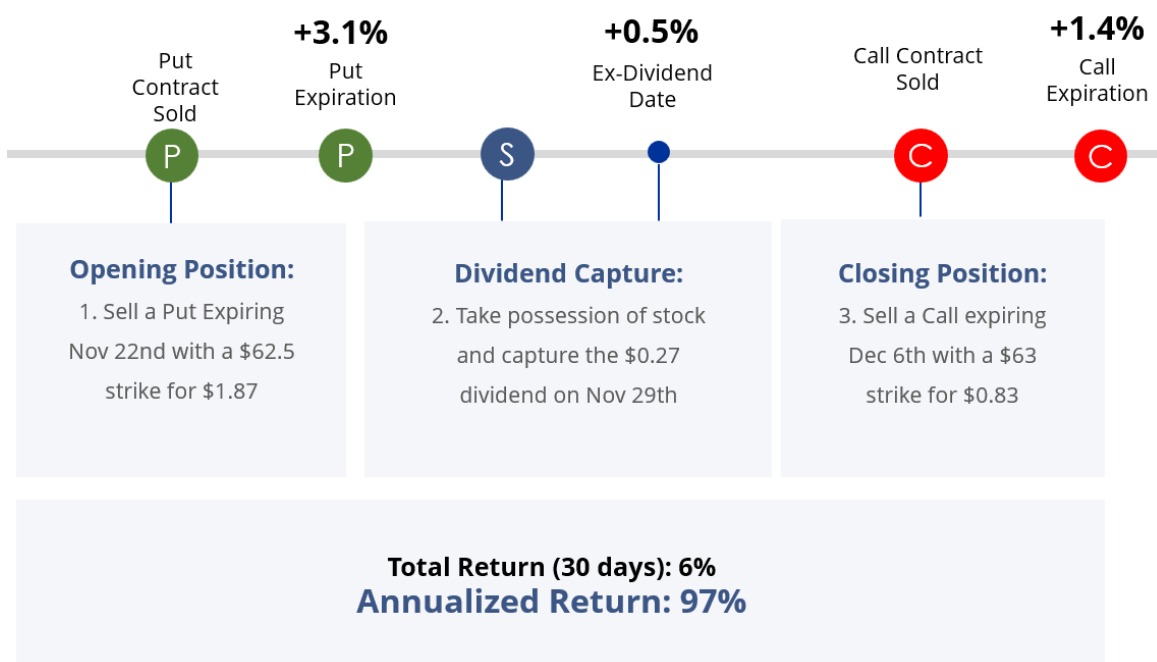 +3.1%
+0.5%
+1.4%
Put
Contract
Sold
Put
Expiration
Ex-Dividend
Date
Call Contract
Sold
Call
Expiration
P
P
S
C
C
Opening Position:
1. Sell a Put Expiring
Nov 22nd with a $62.5
strike for $1.87
Dividend Capture:
2. Take possession of stock
and capture the $0.27
dividend on Nov 29th
Closing Position:
3. Sell a Call expiring
Dec 6th with a $63
strike for $0.83
Total Return (30 days): 6%
Annualized Return: 97%